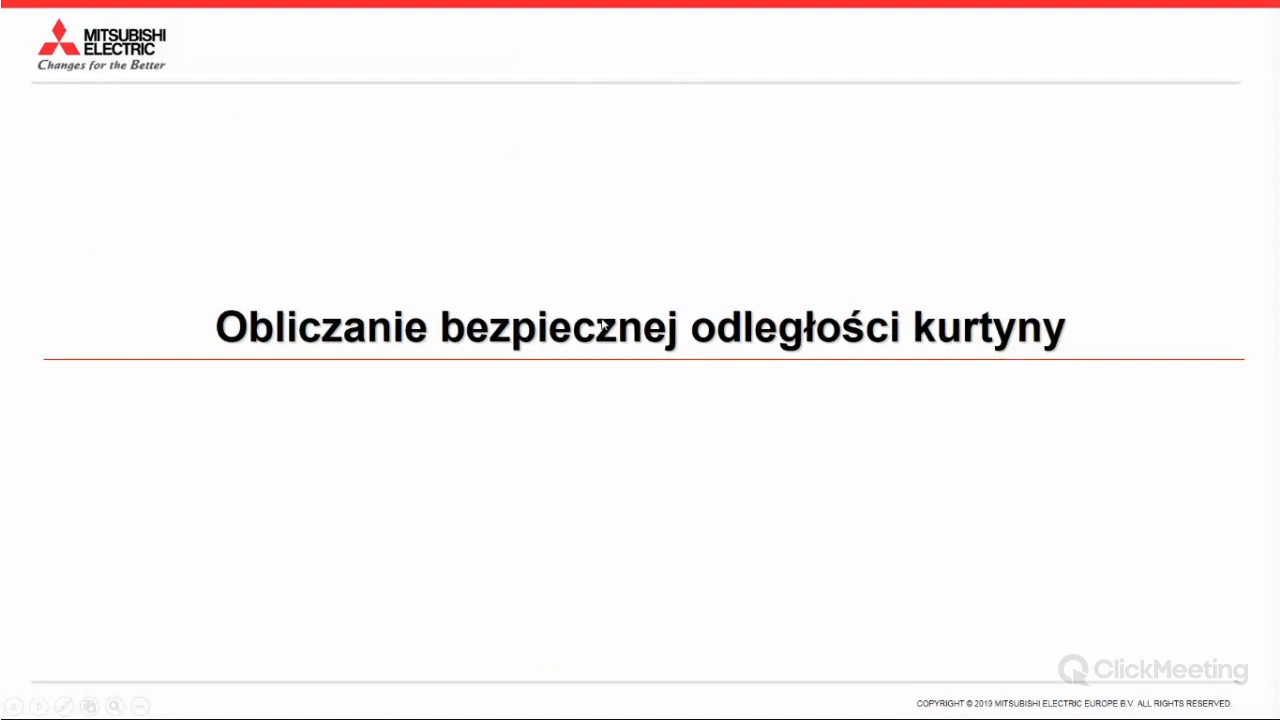 MITSUBISHI
ELECTRIC
Changes for the Better
Obliczanie bezpiecznej odległości kurtyny
ClickMeeting
COPYRIGHT © 2019 MITSUBISHI ELECTRIC EUROPE B.V. ALL RIGHTS RESERVED.